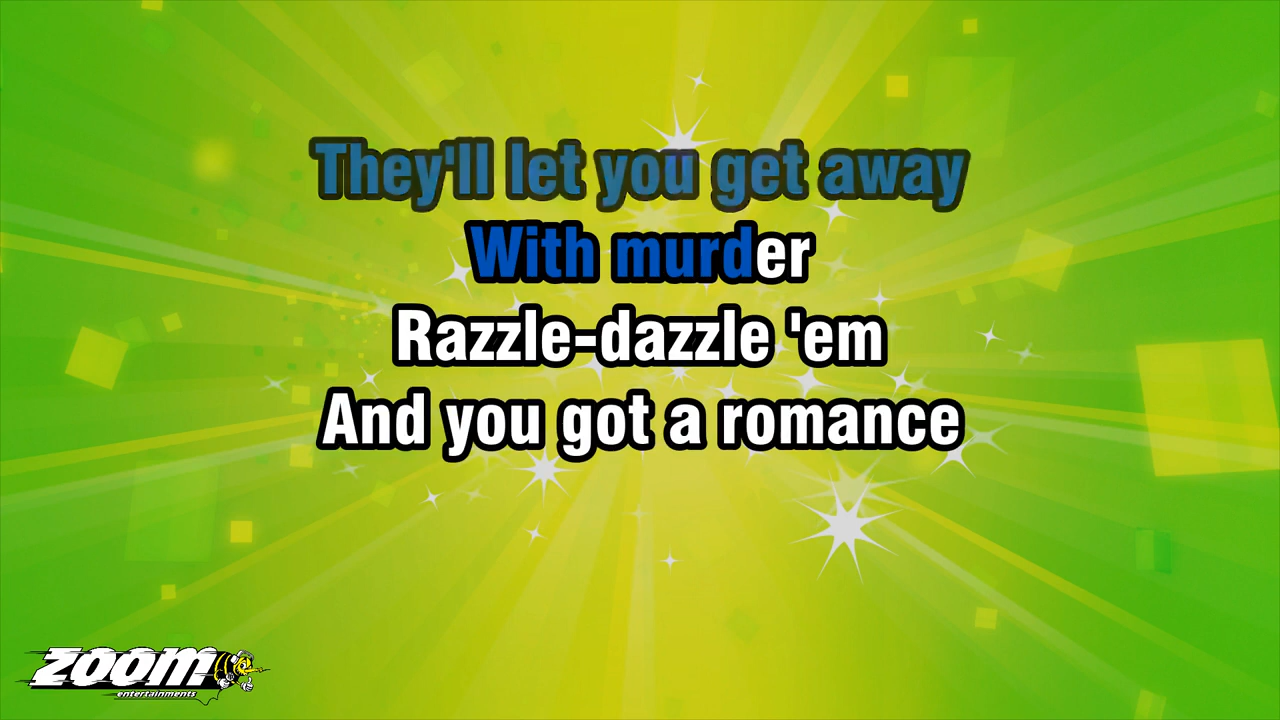 They'll let you get away
With murder
Razzle-dazzle 'em
And you got a romance
zoom
entertainments